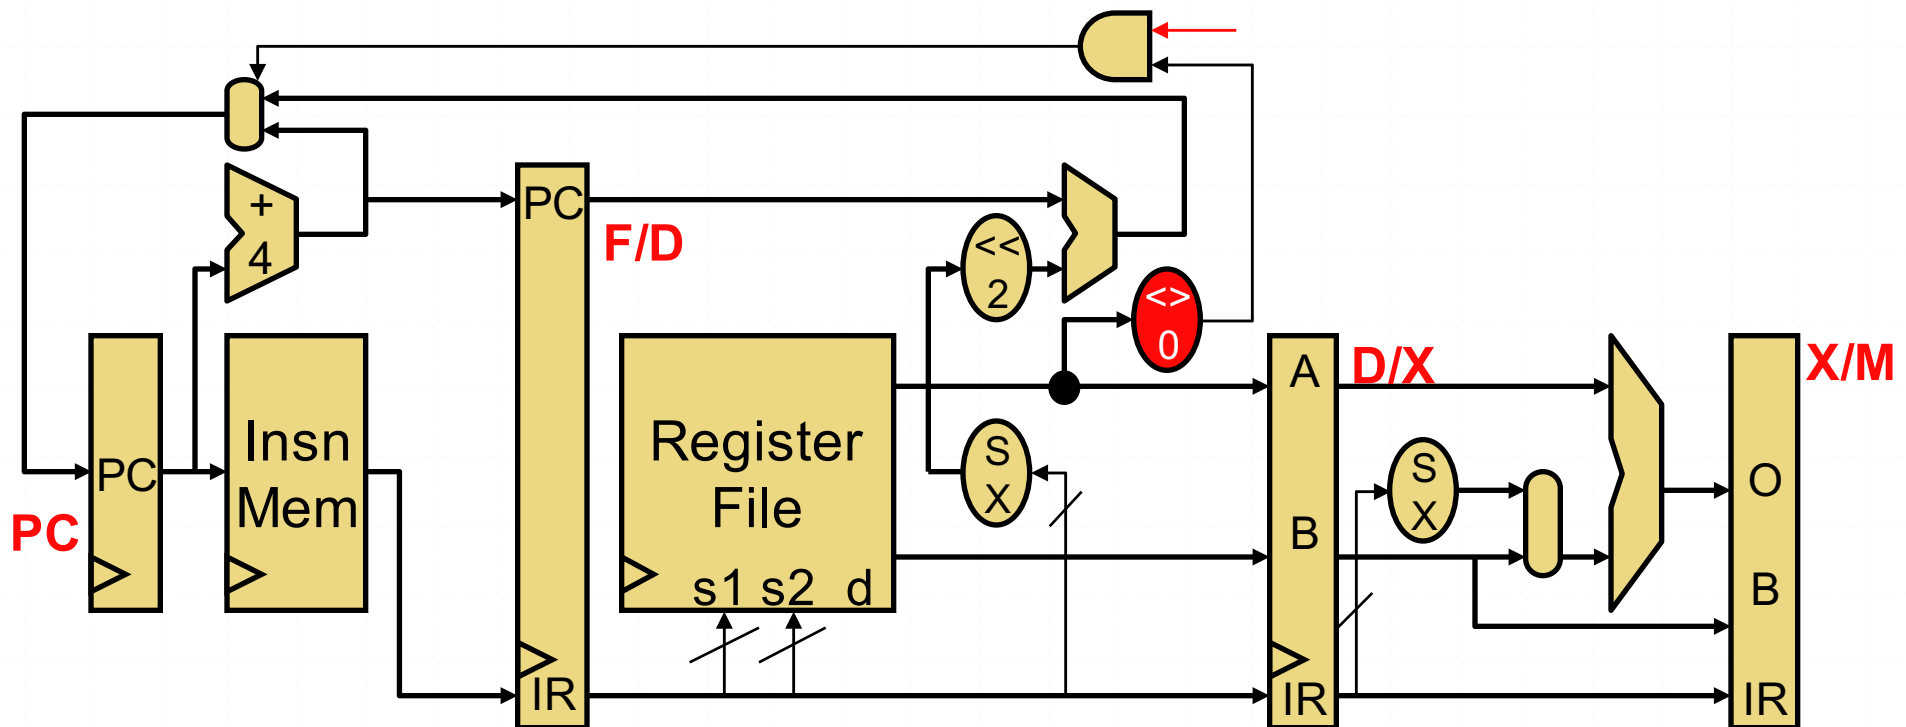 +
4
PC
F/D
<<
2
<>
0
PC
PC
Insn
Mem
Register
File
s1 s2 d
S
X
A
B
D/X
S
X
O
B
X/M
IR
IR
IR